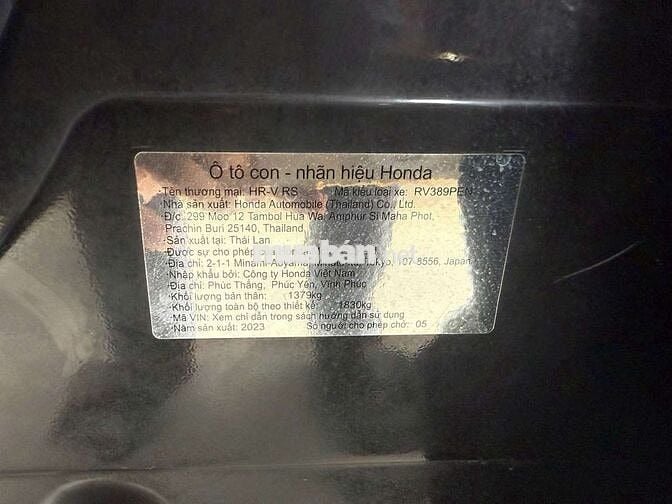 Ô tô con - nhãn hiệu Honda
·Tên thương mại: HR-V RS Mã kiểu loại xe: RV389PEN
·Nhà sản xuất: Honda Automobile (Thailand) Co., Ltd.
·Đ/c: 299 Moo 12 Tambol Hua Wa, Amphur Si Maha Phot,
Prachin Buri 25140, Thailand
·Sản xuất tại: Thái Lan
·Được sự cho phép
muaban.net
·Địa chỉ: 2-1-1 Minami-Aoyama, Minato-ku, Tokyo, 107-8556, Japan
·Nhập khẩu bởi: Công ty Honda Việt Nam
·Địa chỉ: Phúc Thắng, Phúc Yên, Vĩnh Phúc
·Khối lượng bản thân: 1379kg
·Khối lượng toàn bộ theo thiết kế: 1830kg
·Mã VIN: Xem chỉ dẫn trong sách hướng dẫn sử dụng
·Năm sản xuất: 2023 Số người cho phép chở: 05